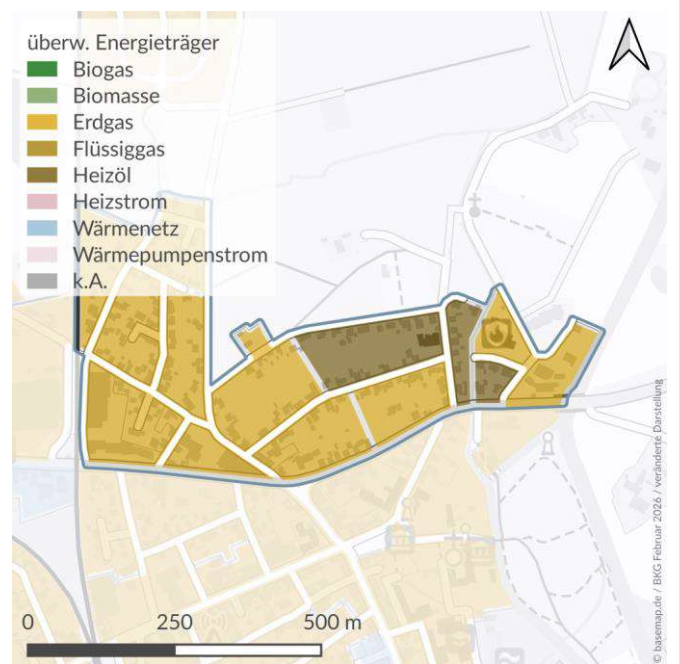 überw. Energieträger
Biogas
Biomasse
Erdgas
Flüssiggas
Heizöl
Heizstrom
Wärmenetz
Wärmepumpenstrom
k.A.
0 250 500 m
© basemap.de / BKG Februar 2026 / veränderte Darstellung